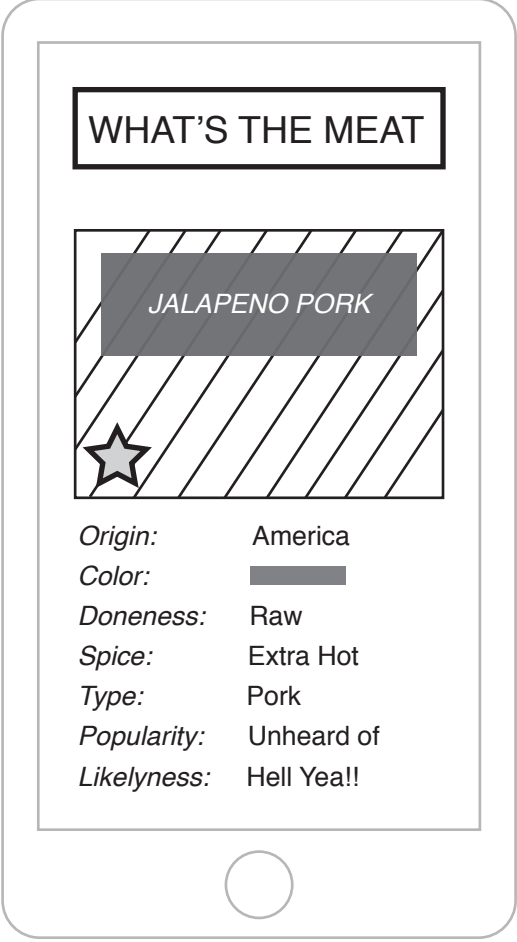 WHAT'S THE MEAT
JALAPENO PORK
Origin: America
Color:
Doneness: Raw
Spice: Extra Hot
Type: Pork
Popularity: Unheard of
Likelyness: Hell Yea!!